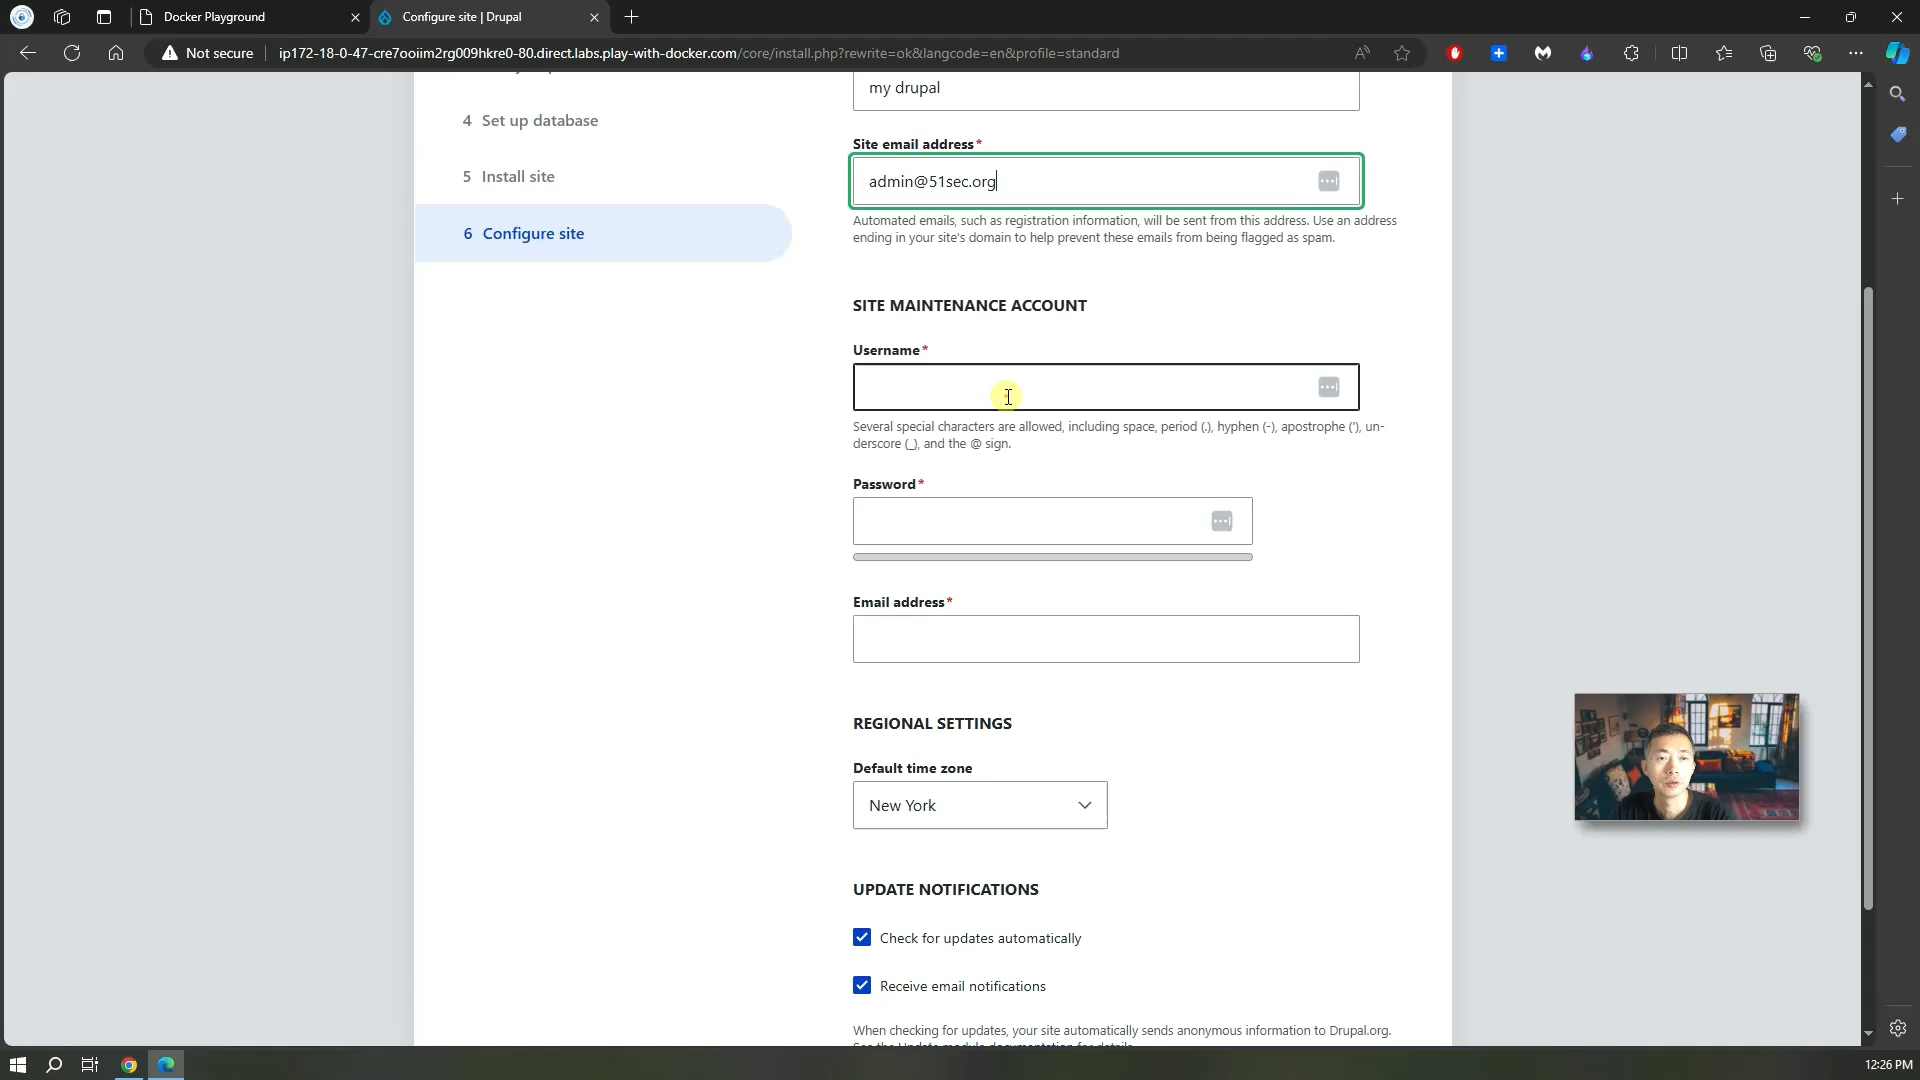 Docker Playground
Configure site | Drupal
Not secure
ip172-18-0-47-cre7ooiim2rg009hkre0-80.direct.labs.play-with-docker.com/core/install.php?rewrite=ok&langcode=en&profile=standard
my drupal
4 Set up database
Site email address*
5 Install site
admin@51sec.org
Automated emails, such as registration information, will be sent from this address. Use an address
ending in your site's domain to help prevent these emails from being flagged as spam.
6 Configure site
SITE MAINTENANCE ACCOUNT
Username*
Several special characters are allowed, including space, period (.), hyphen (-), apostrophe ('), un-
derscore (_), and the @ sign.
Password*
Email address*
REGIONAL SETTINGS
Default time zone
New York
UPDATE NOTIFICATIONS
Check for updates automatically
Receive email notifications
When checking for updates, your site automatically sends anonymous information to Drupal.org.
See the Update module documentation for details.
12:26 PM